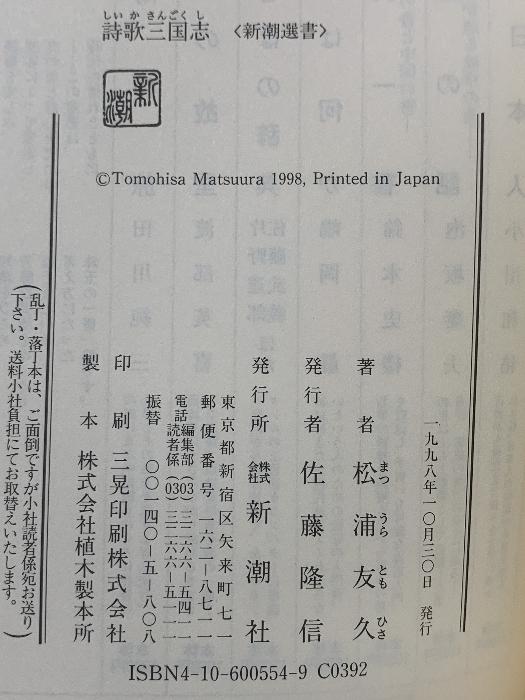 しいかさんごくし
詩歌三国志 〈新潮選書〉
新潮
©Tomohisa Matsuura 1998, Printed in Japan
一九九八年一〇月三〇日 発行
著者 松浦友久
まつ うら とも ひさ
発行者 佐藤隆信
発行所 株式会社 新潮社
東京都新宿区矢来町七一
郵便番号 一六二-八七一一
電話 編集部(03)三二六六-五四一一
読者係(03)三二六六-五一一一
振替 〇〇一四〇-五-八〇八
印刷 三晃印刷株式会社
製本 株式会社植木製本所
(乱丁・落丁本は、ご面倒ですが小社読者係宛お送り
下さい。送料小社負担にてお取替えいたします。)
ISBN4-10-600554-9 C0392